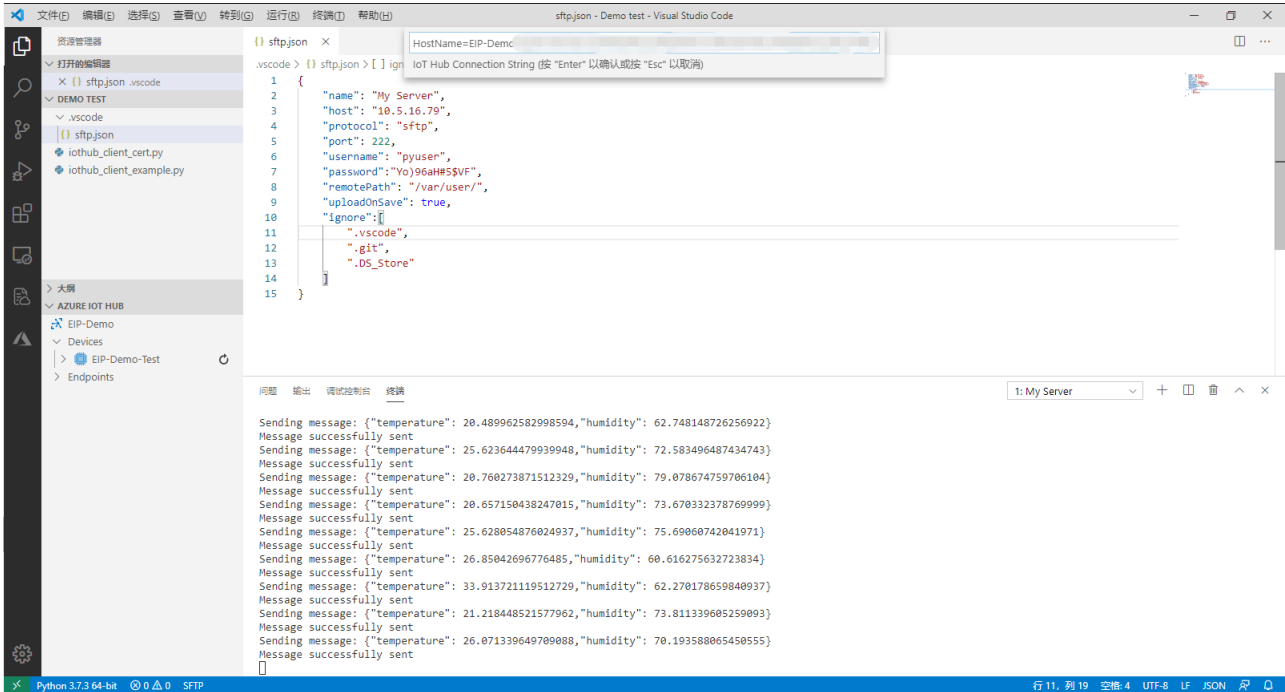 文件(F) 编辑(E) 选择(S) 查看(V) 转到(G) 运行(R) 终端(T) 帮助(H)
sftp.json - Demo test - Visual Studio Code
资源管理器
打开的编辑器
sftp.json .vscode
DEMO TEST
.vscode
sftp.json
iothub_client_cert.py
iothub_client_example.py
大纲
AZURE IOT HUB
EIP-Demo
Devices
EIP-Demo-Test
Endpoints
sftp.json
HostName=EIP-Demo
IoT Hub Connection String (按 "Enter" 以确认或按 "Esc" 以取消)
.vscode > {} sftp.json > [ ] ign
1 {
2 "name": "My Server",
3 "host": "10.5.16.79",
4 "protocol": "sftp",
5 "port": 222,
6 "username": "pyuser",
7 "password":"Yo)96aH#5$VF",
8 "remotePath": "/var/user/",
9 "uploadOnSave": true,
10 "ignore":[
11 ".vscode",
12 ".git",
13 ".DS_Store"
14 ]
15 }
问题 输出 调试控制台 终端
1: My Server
Sending message: {"temperature": 20.489962582998594,"humidity": 62.748148726256922}
Message successfully sent
Sending message: {"temperature": 25.623644479939948,"humidity": 72.583496487434743}
Message successfully sent
Sending message: {"temperature": 20.760273871512329,"humidity": 79.078674759706104}
Message successfully sent
Sending message: {"temperature": 20.657150438247015,"humidity": 73.670332378769999}
Message successfully sent
Sending message: {"temperature": 25.628054876024937,"humidity": 75.69060742041971}
Message successfully sent
Sending message: {"temperature": 26.85042696776485,"humidity": 60.616275632723834}
Message successfully sent
Sending message: {"temperature": 33.913721119512729,"humidity": 62.270178659840937}
Message successfully sent
Sending message: {"temperature": 21.218448521577962,"humidity": 73.811339605259093}
Message successfully sent
Sending message: {"temperature": 26.071339649709088,"humidity": 70.193588065450555}
Message successfully sent
Python 3.7.3 64-bit 0 0 SFTP
行 11, 列 19 空格: 4 UTF-8 LF JSON